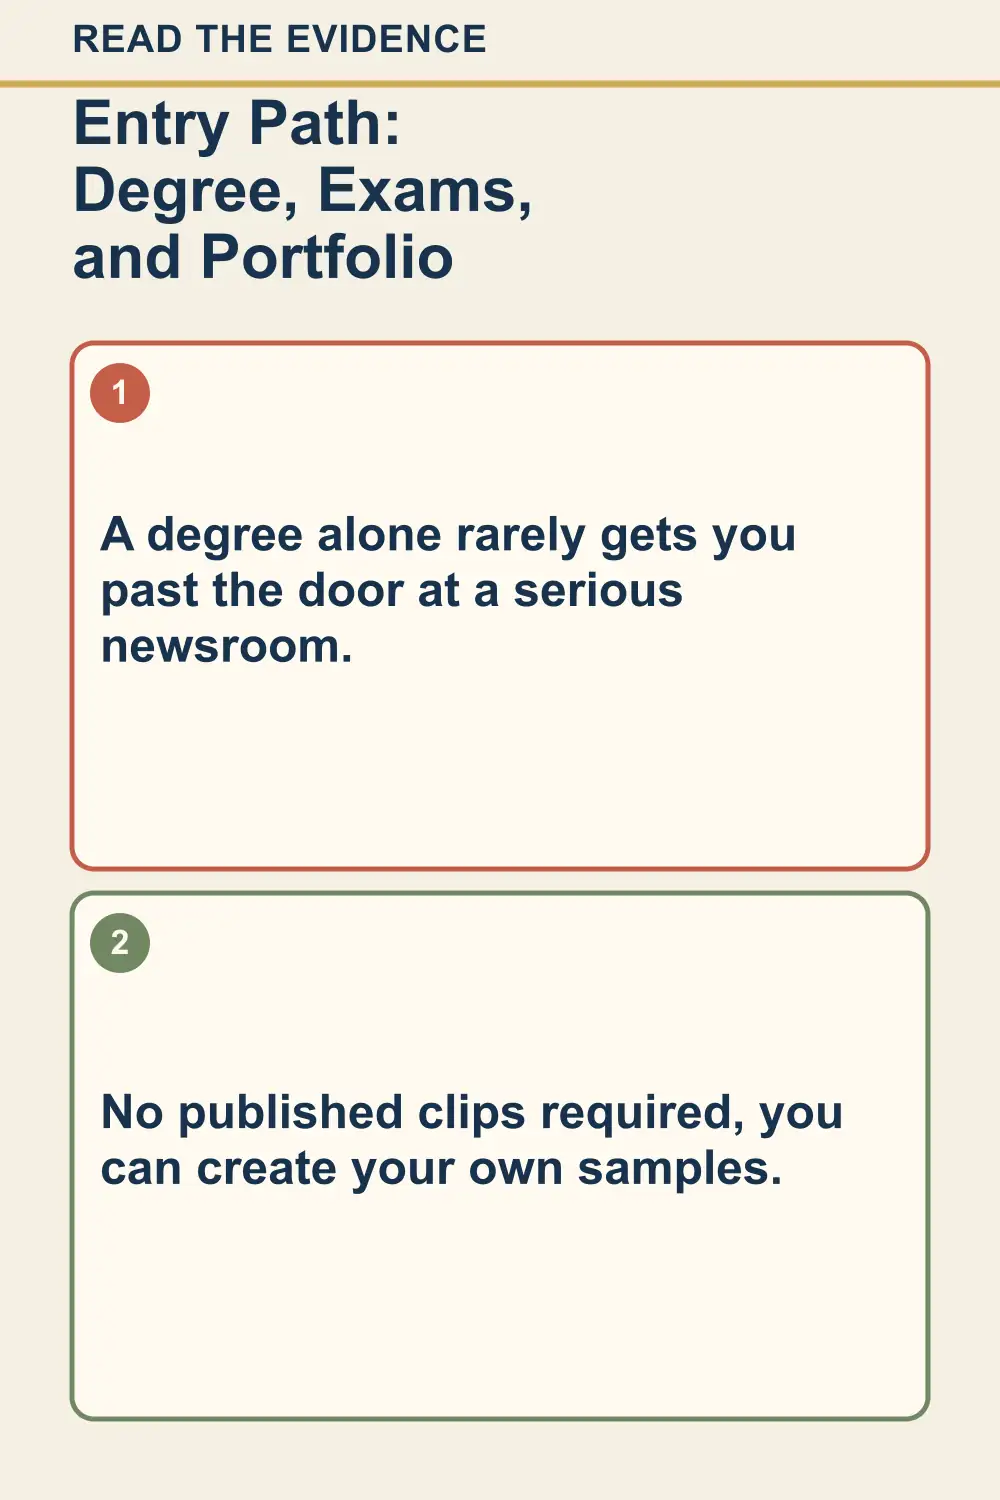 READ THE EVIDENCE
Entry Path:
Degree, Exams,
and Portfolio
1
A degree alone rarely gets you
past the door at a serious
newsroom.
2
No published clips required, you
can create your own samples.